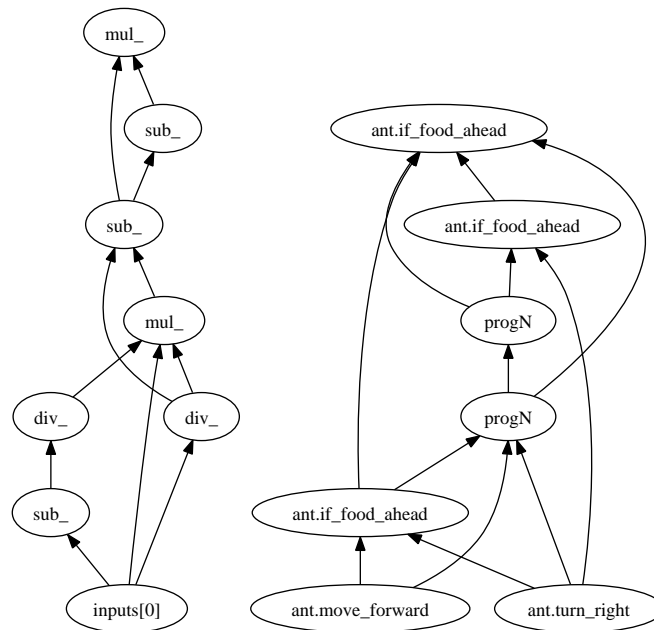 mul_
sub_
ant.if_food_ahead
sub_
ant.if_food_ahead
mul_
progN
div_
div_
progN
sub_
ant.if_food_ahead
inputs[0]
ant.move_forward
ant.turn_right